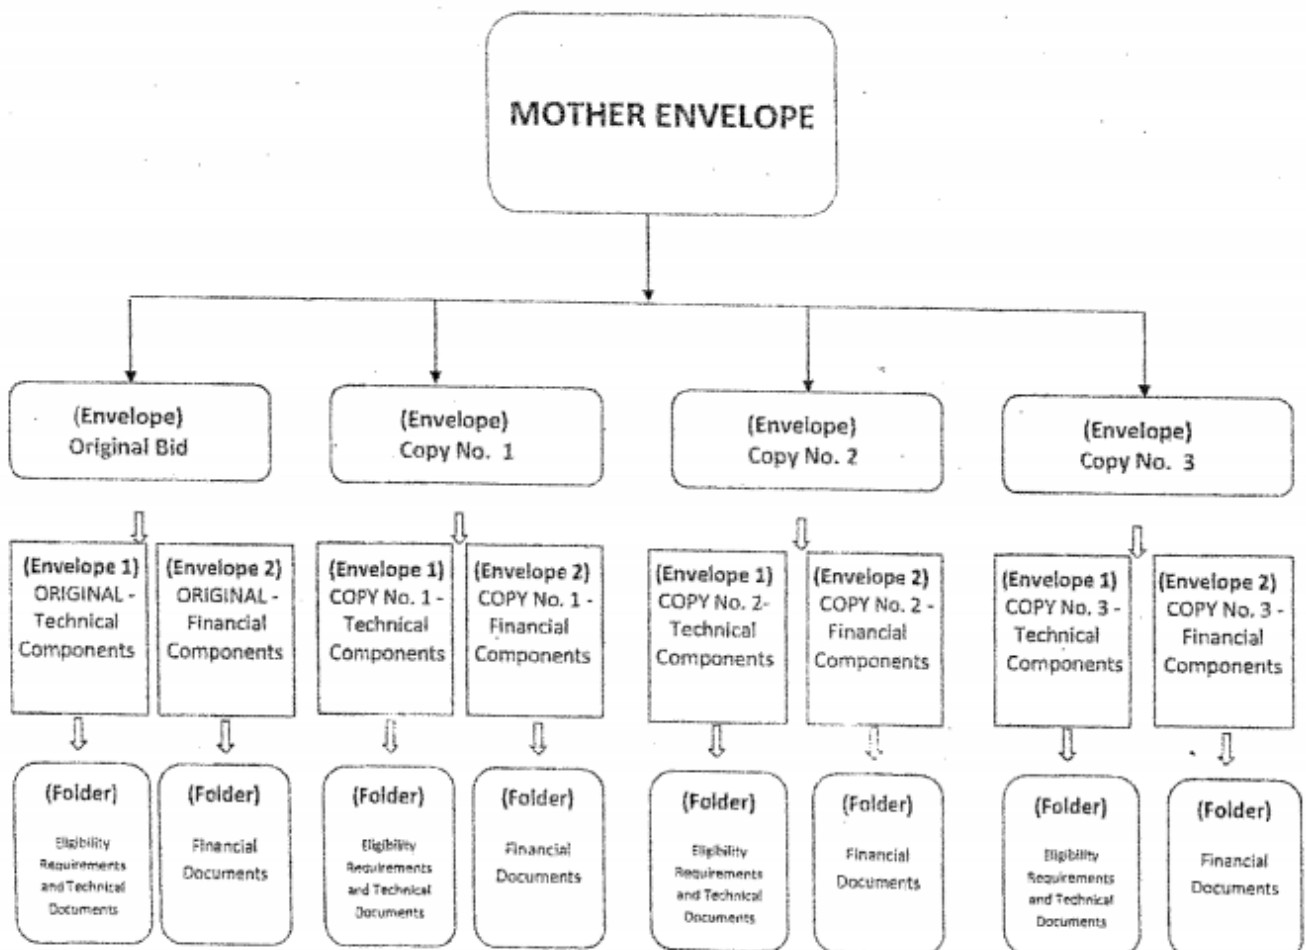 MOTHER ENVELOPE
(Envelope)
Original Bid
(Envelope)
Copy No. 1
(Envelope)
Copy No. 2
(Envelope)
Copy No. 3
(Envelope 1)
ORIGINAL -
Technical
Components
(Envelope 2)
ORIGINAL -
Financial
Components
(Envelope 1)
COPY No. 1 -
Technical
Components
(Envelope 2)
COPY No. 1 -
Financial
Components
(Envelope 1)
COPY No. 2-
Technical
Components
(Envelope 2)
COPY No. 2 -
Financial
Components
(Envelope 1)
COPY No. 3 -
Technical
Components
(Envelope 2)
COPY No. 3 -
Financial
Components
(Folder)
Eligibility
Requirements
and Technical
Documents
(Folder)
Financial
Documents
(Folder)
Eligibility
Requirements
and Technical
Documents
(Folder)
Financial
Documents
(Folder)
Eligibility
Requirements
and Technical
Documents
(Folder)
Financial
Documents
(Folder)
Eligibility
Requirements
and Technical
Documents
(Folder)
Financial
Documents